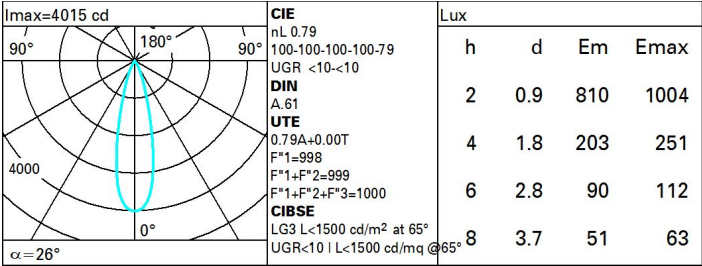 Imax=4015 cd
90°
180°
90°
4000
0°
α=26°
CIE
nL 0.79
100-100-100-100-79
UGR <10-<10
DIN
A.61
UTE
0.79A+0.00T
F"1=998
F"1+F"2=999
F"1+F"2+F"3=1000
CIBSE
LG3 L<1500 cd/m² at 65°
UGR<10 | L<1500 cd/mq @65°
Lux
h d Em Emax
2 0.9 810 1004
4 1.8 203 251
6 2.8 90 112
8 3.7 51 63